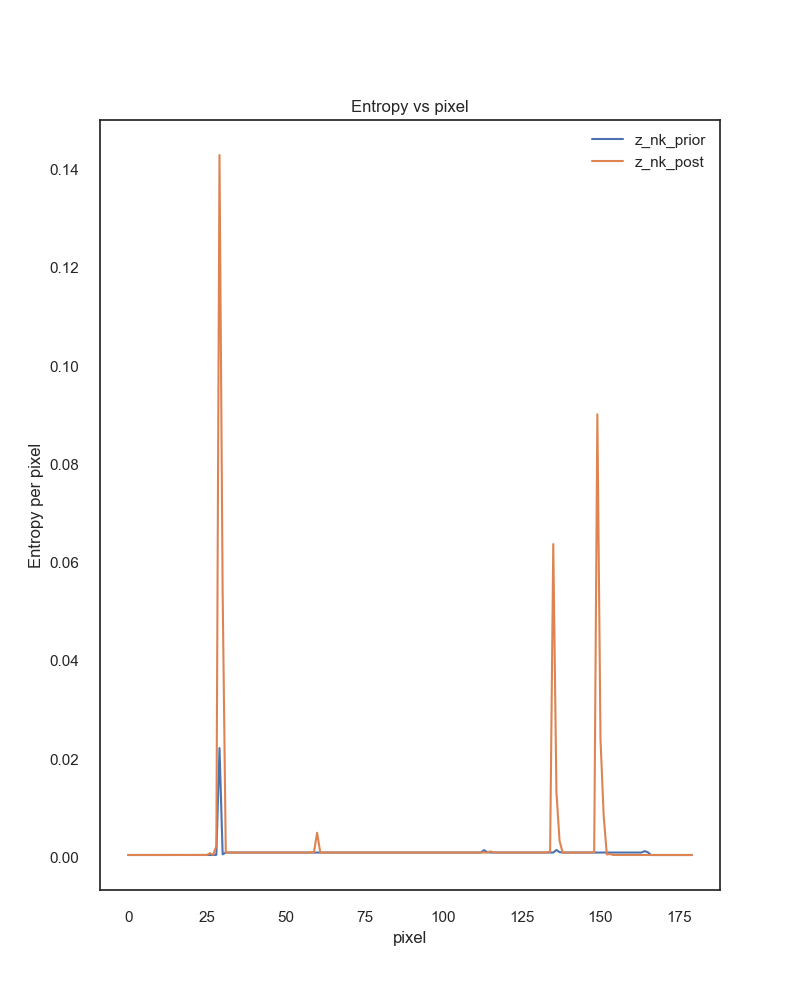 Entropy vs pixel
z_nk_prior
z_nk_post
0.14
0.12
0.10
0.08
0.06
0.04
0.02
0.00
Entropy per pixel
0 25 50 75 100 125 150 175
pixel